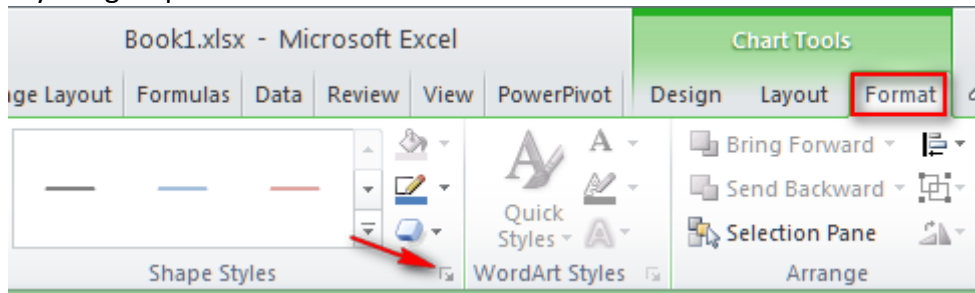 Book1.xlsx - Microsoft Excel
Chart Tools
ge Layout Formulas Data Review View PowerPivot Design Layout Format
A
Bring Forward
Send Backward
Quick
Styles
A
Selection Pane
Shape Styles
WordArt Styles
Arrange